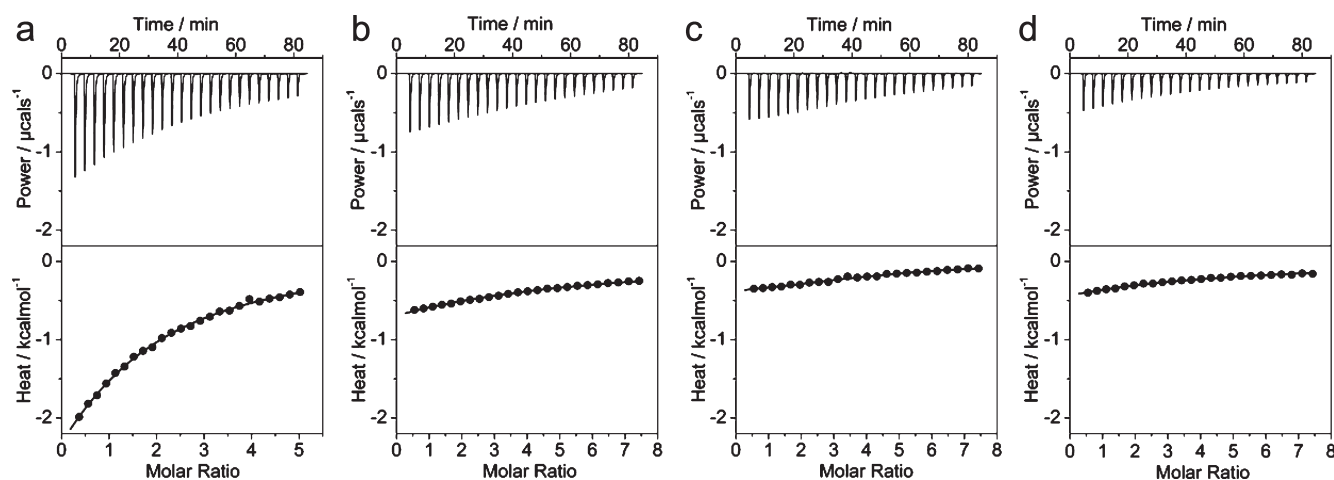 a
Time / min
0 20 40 60 80
Power / µcals⁻¹
0
-1
-2
Heat / kcalmol⁻¹
0
-1
-2
0 1 2 3 4 5
Molar Ratio
b
Time / min
0 20 40 60 80
Power / µcals⁻¹
0
-1
-2
Heat / kcalmol⁻¹
0
-1
-2
0 1 2 3 4 5 6 7 8
Molar Ratio
c
Time / min
0 20 40 60 80
Power / µcals⁻¹
0
-1
-2
Heat / kcalmol⁻¹
0
-1
-2
0 1 2 3 4 5 6 7 8
Molar Ratio
d
Time / min
0 20 40 60 80
Power / µcals⁻¹
0
-1
-2
Heat / kcalmol⁻¹
0
-1
-2
0 1 2 3 4 5 6 7 8
Molar Ratio